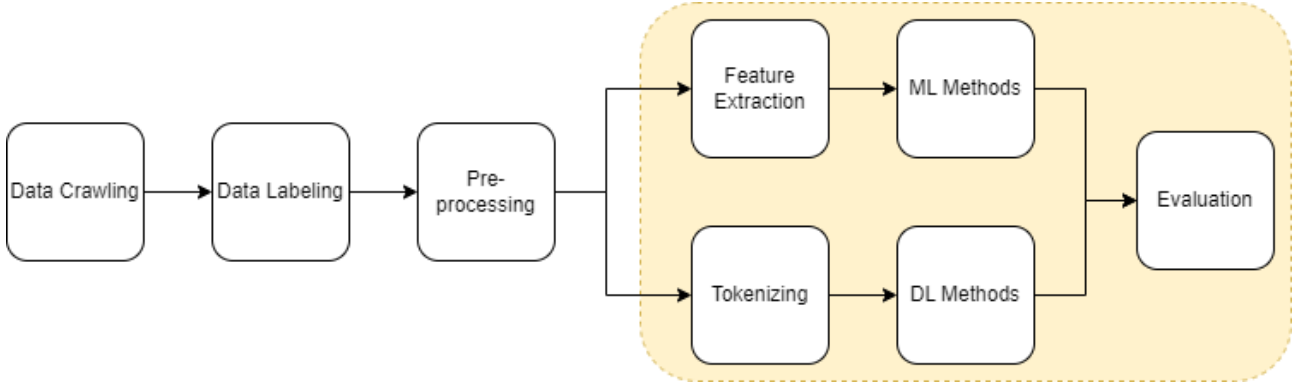 Data Crawling
Data Labeling
Pre-
processing
Feature
Extraction
ML Methods
Tokenizing
DL Methods
Evaluation